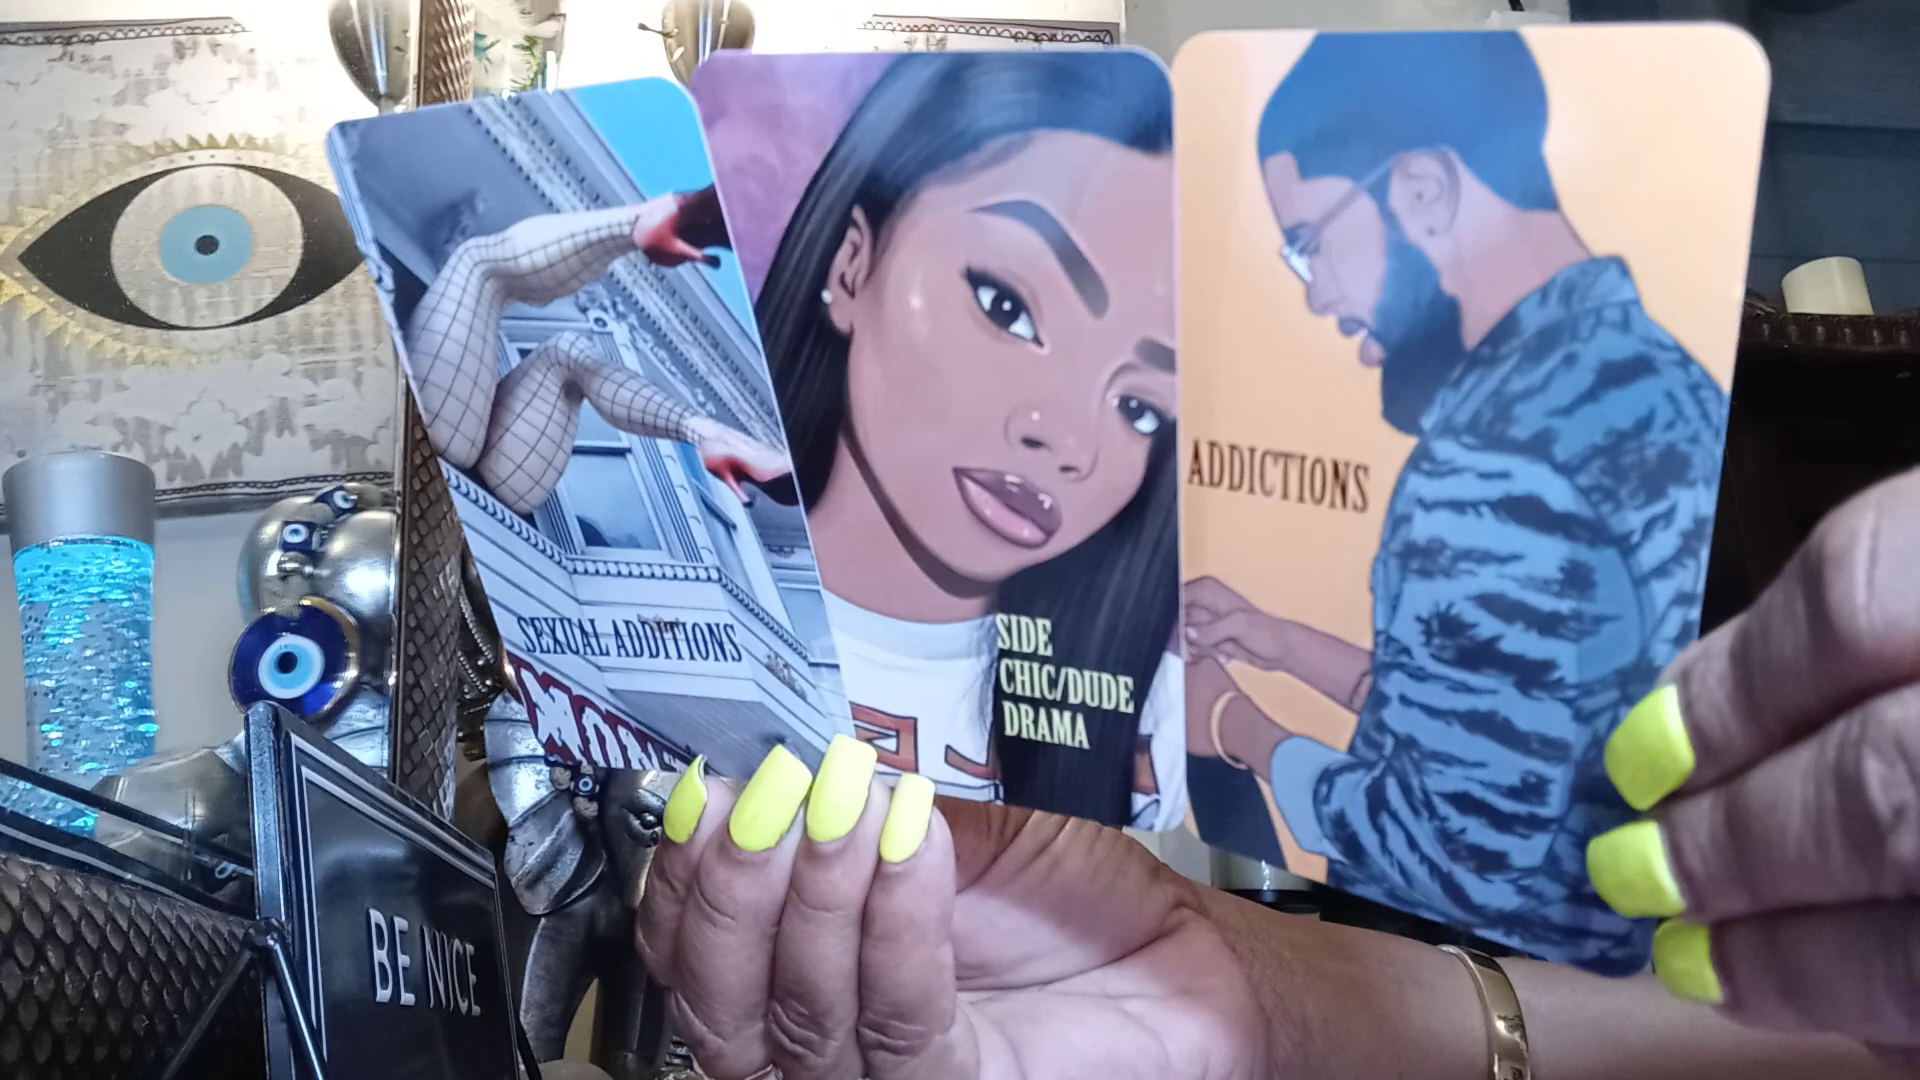 SEXUAL ADDITIONS
SIDE
CHIC/DUDE
DRAMA
ADDICTIONS
BE NICE